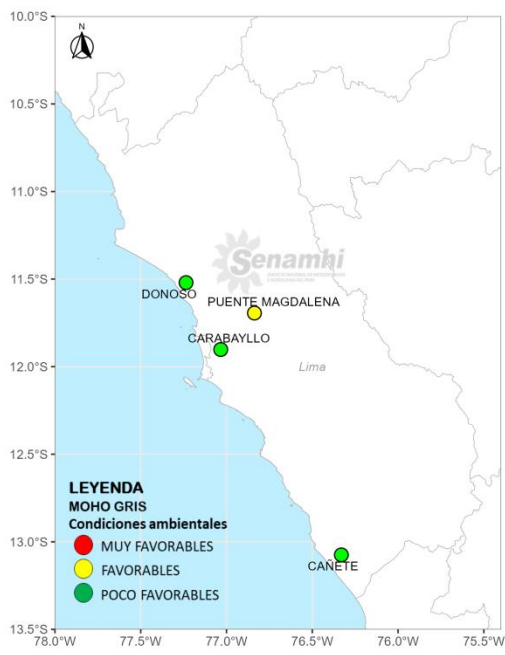 10.0°S
N
10.5°S
11.0°S
11.5°S
Senamhi
DONOSO
PUENTE MAGDALENA
CARABAYLLO
12.0°S
Lima
12.5°S
LEYENDA
MOHO GRIS
Condiciones ambientales
13.0°S
MUY FAVORABLES
FAVORABLES
CAÑETE
POCO FAVORABLES
13.5°S
78.0°W
77.5°W
77.0°W
76.5°W
76.0°W
75.5°W